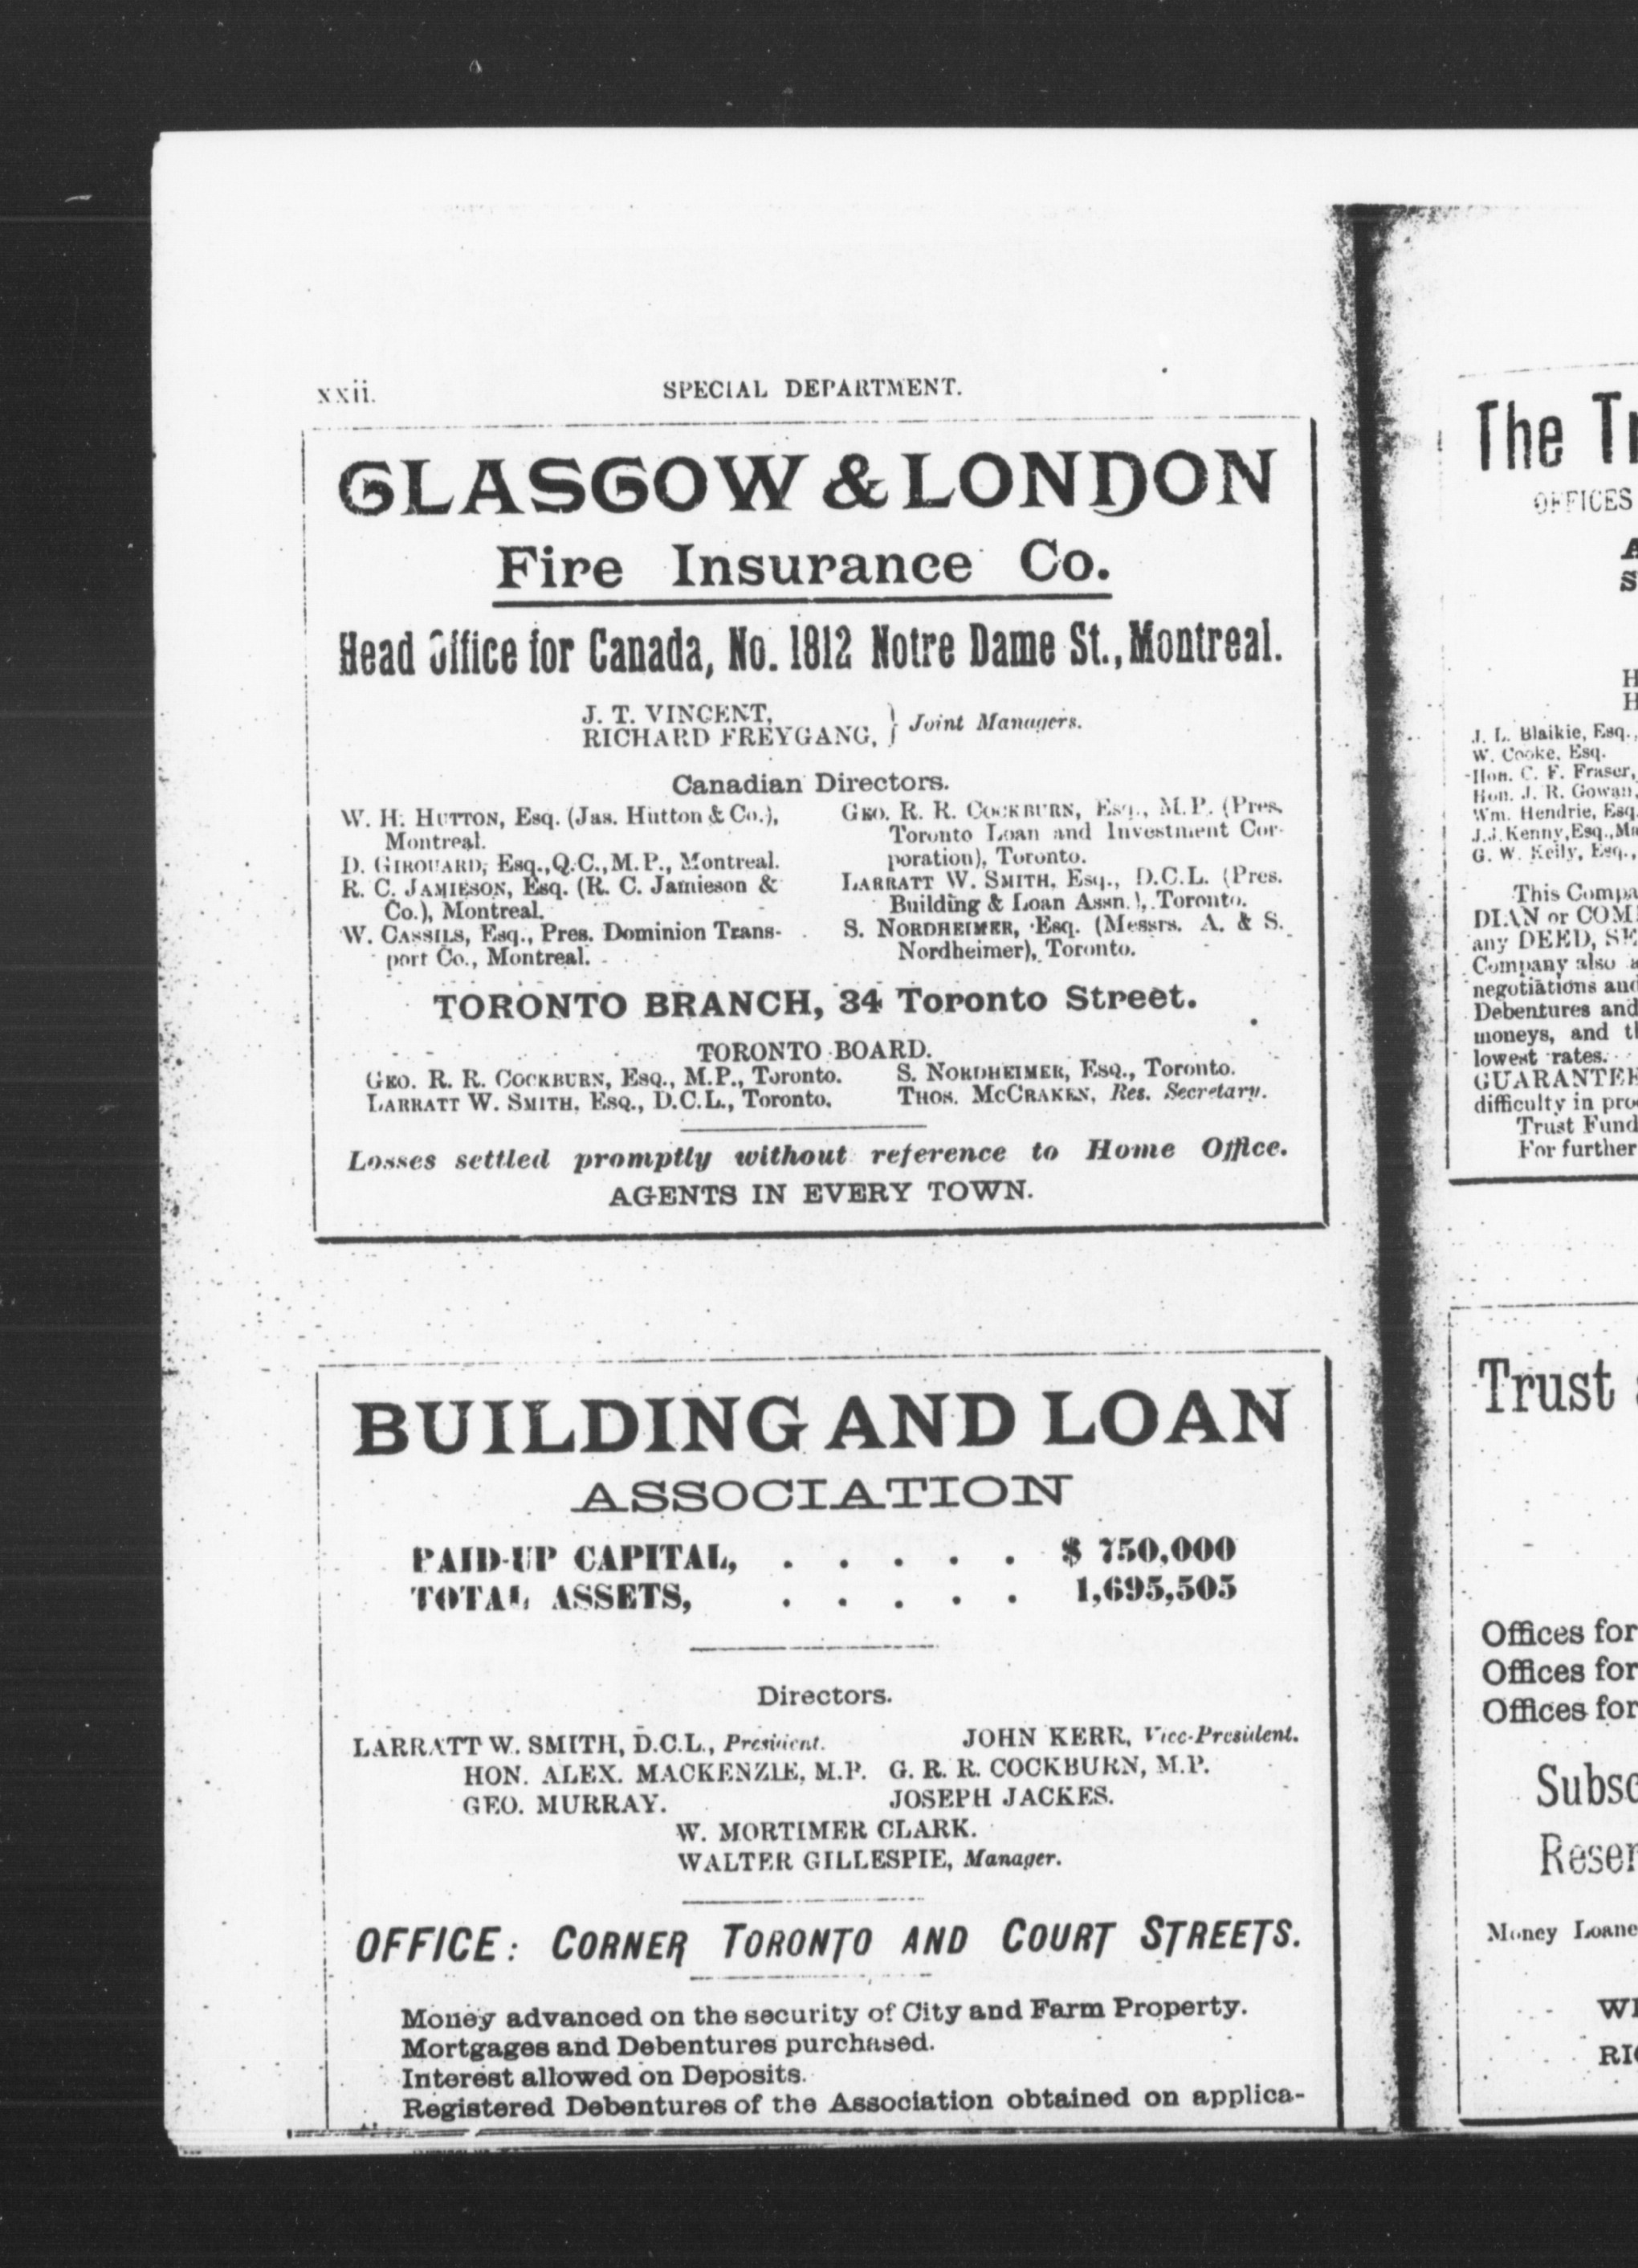 xxii.
SPECIAL DEPARTMENT.
GLASGOW & LONDON
Fire Insurance Co.
Head Office for Canada, No. 1812 Notre Dame St., Montreal.
J. T. VINCENT,
RICHARD FREYGANG, } Joint Managers.
Canadian Directors.
W. H. HUTTON, Esq. (Jas. Hutton & Co.),
Montreal.
D. GIROUARD, Esq., Q.C., M.P., Montreal.
R. C. JAMIESON, Esq. (R. C. Jamieson &
Co.), Montreal.
W. CASSILS, Esq., Pres. Dominion Trans-
port Co., Montreal.
GEO. R. R. COCKBURN, Esq., M.P. (Pres.
Toronto Loan and Investment Cor-
poration), Toronto.
LARRATT W. SMITH, Esq., D.C.L. (Pres.
Building & Loan Assn.), Toronto.
S. NORDHEIMER, Esq. (Messrs. A. & S.
Nordheimer), Toronto.
TORONTO BRANCH, 34 Toronto Street.
TORONTO BOARD.
GEO. R. R. COCKBURN, ESQ., M.P., Toronto.
LARRATT W. SMITH, ESQ., D.C.L., Toronto.
S. NORDHEIMER, ESQ., Toronto.
THOS. MCCRAKEN, Res. Secretary.
Losses settled promptly without reference to Home Office.
AGENTS IN EVERY TOWN.
BUILDING AND LOAN
ASSOCIATION
PAID-UP CAPITAL, . . . . . $ 750,000
TOTAL ASSETS, . . . . . 1,695,505
Directors.
LARRATT W. SMITH, D.C.L., President. JOHN KERR, Vice-President.
HON. ALEX. MACKENZIE, M.P. G. R. R. COCKBURN, M.P.
GEO. MURRAY. JOSEPH JACKES.
W. MORTIMER CLARK.
WALTER GILLESPIE, Manager.
OFFICE: CORNER TORONTO AND COURT STREETS.
Money advanced on the security of City and Farm Property.
Mortgages and Debentures purchased.
Interest allowed on Deposits.
Registered Debentures of the Association obtained on applica-
The Tr
OFFICES
A
S
H
H
J. L. Blaikie, Esq.,
W. Cooke, Esq.
Hon. C. F. Fraser,
Hon. J. R. Gowan,
Wm. Hendrie, Esq.
J. J. Kenny, Esq., Ma
G. W. Kelly, Esq.,
This Compa
DIAN or COM
any DEED, SE
Company also a
negotiations and
Debentures and
moneys, and t
lowest rates.
GUARANTEE
difficulty in pro
Trust Fund
For further
Trust
Offices for
Offices for
Offices for
Subsc
Reser
Money Loane
WI
RIC